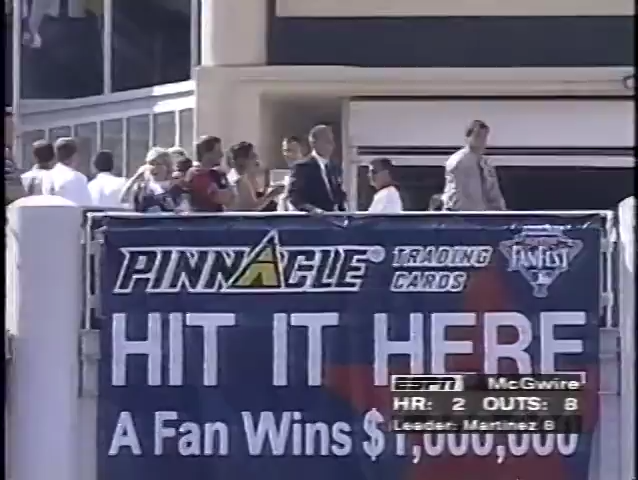 PINNACLE® TRADING CARDS
FANFEST
HIT IT HERE
A Fan Wins $1,000,000
ESPN McGwire
HR: 2 OUTS: 8
Leader: Martinez 8